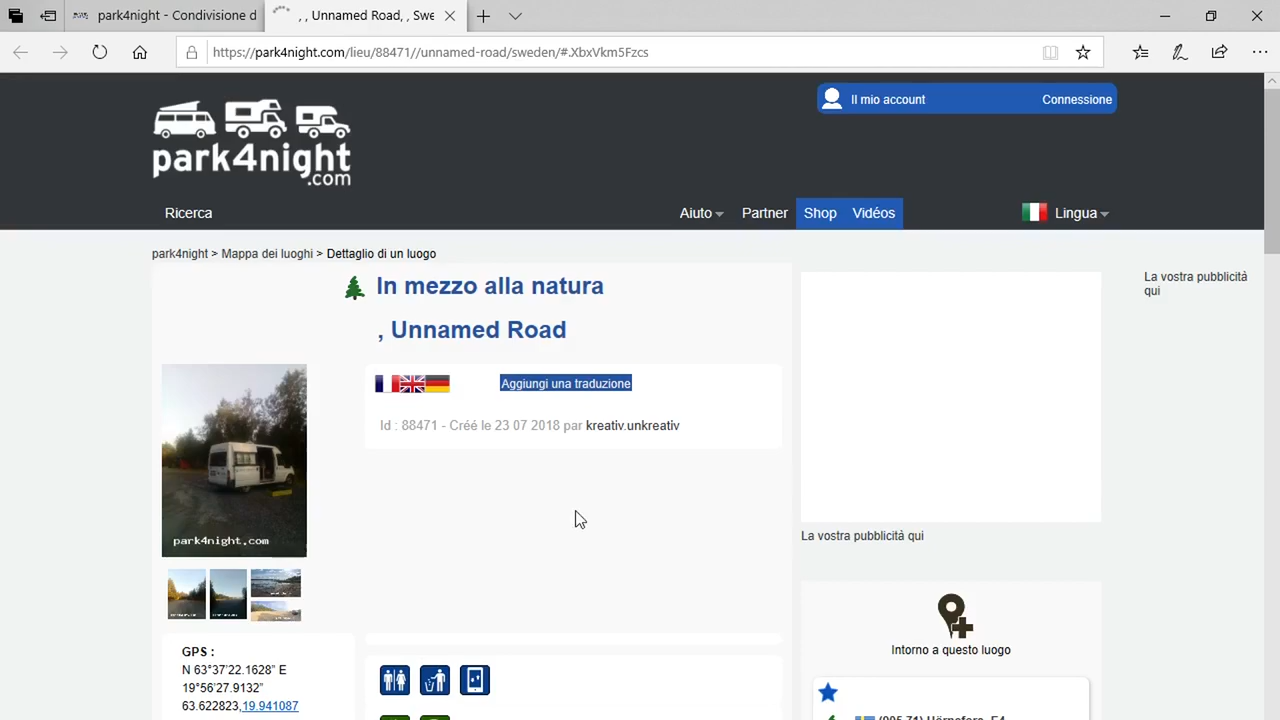 park4night - Condivisione d
, , Unnamed Road, , Swe
https://park4night.com/lieu/88471//unnamed-road/sweden/#.XbxVkm5Fzcs
Il mio account
Connessione
park4night
.com
Ricerca
Aiuto
Partner
Shop
Vidéos
Lingua
park4night > Mappa dei luoghi > Dettaglio di un luogo
In mezzo alla natura
, Unnamed Road
La vostra pubblicità
qui
Aggiungi una traduzione
Id : 88471 - Créé le 23 07 2018 par kreativ.unkreativ
park4night.com
La vostra pubblicità qui
Intorno a questo luogo
GPS :
N 63°37'22.1628" E
19°56'27.9132"
63.622823,19.941087
(905 71) Hörnefors, E4